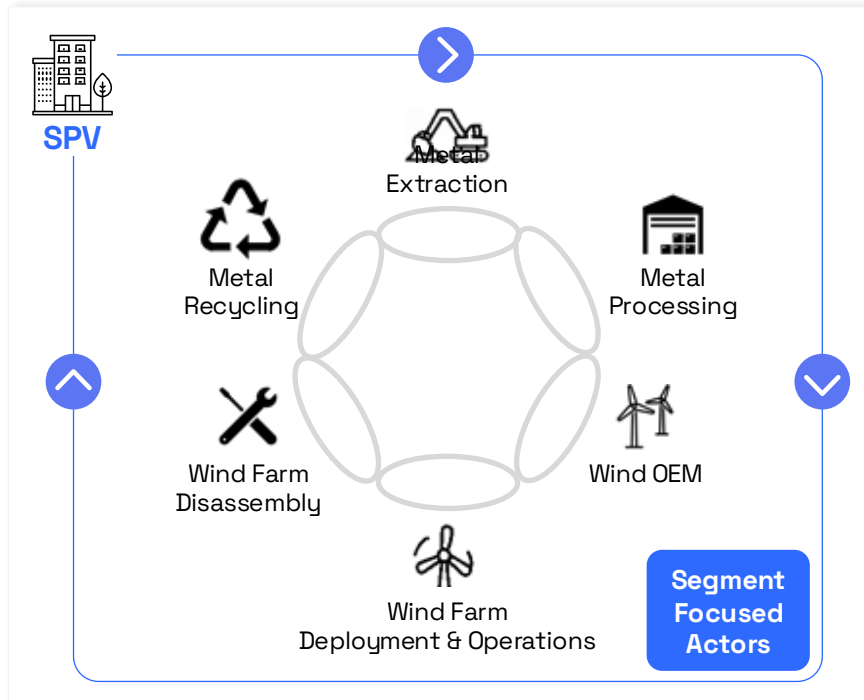 SPV
Metal
Extraction
Metal
Processing
Wind OEM
Wind Farm
Deployment & Operations
Wind Farm
Disassembly
Metal
Recycling
Segment
Focused
Actors